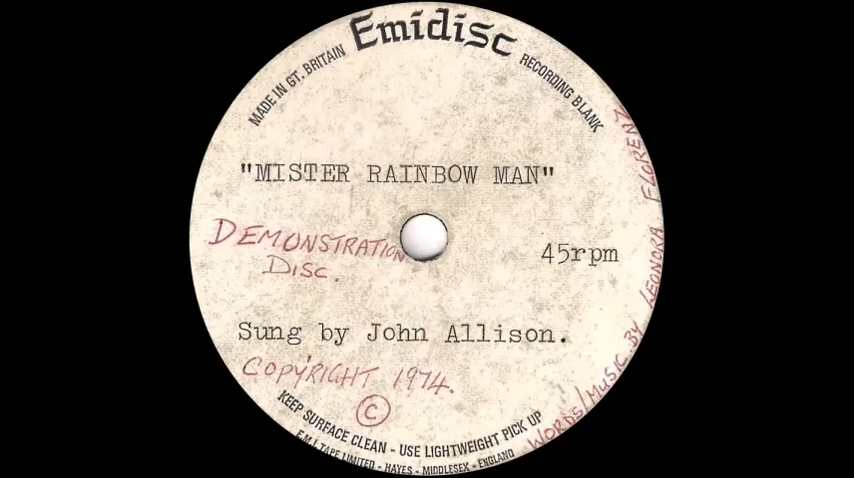 Emidisc
MADE IN GT. BRITAIN
RECORDING BLANK
"MISTER RAINBOW MAN"
DEMONSTRATION
DISC.
45rpm
Sung by John Allison.
COPYRIGHT 1974.
©
WORDS/MUSIC BY LEONORA FLORENZ
KEEP SURFACE CLEAN - USE LIGHTWEIGHT PICK UP
E.M.I. TAPE LIMITED - HAYES - MIDDLESEX - ENGLAND